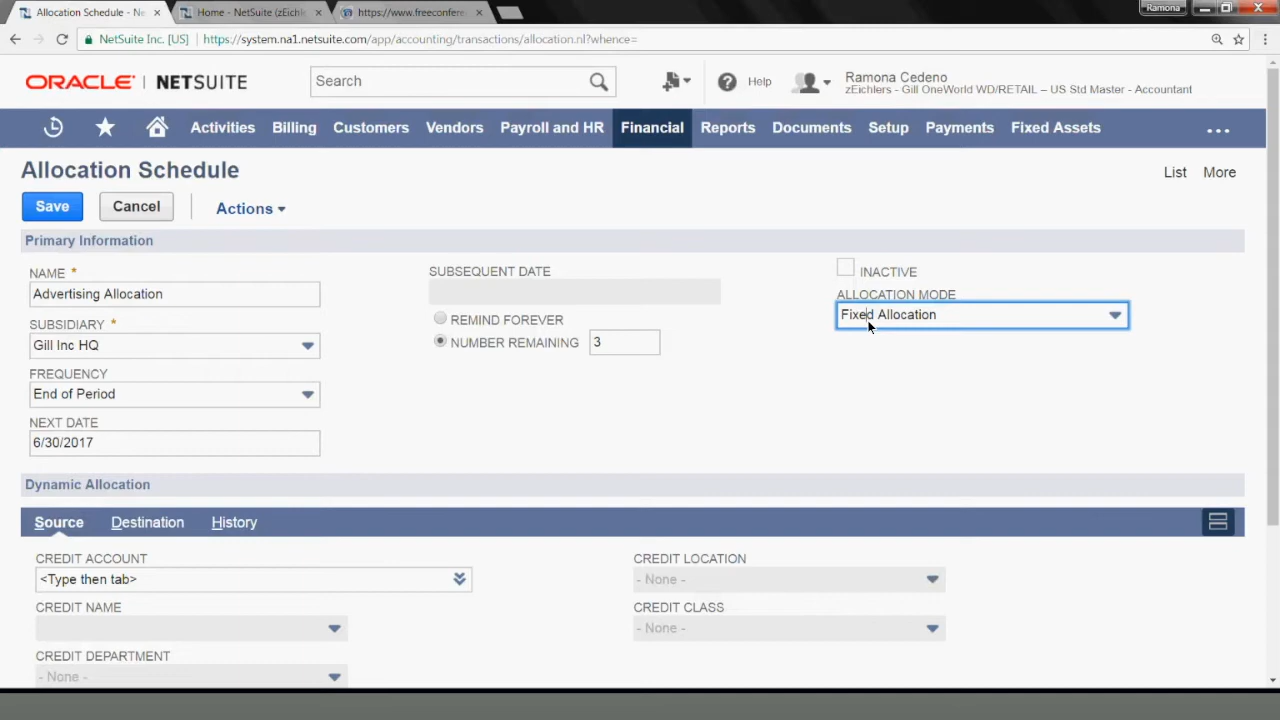 Ramona
Allocation Schedule - Ne
Home - NetSuite (zEichl
https://www.freeconfere
NetSuite Inc. [US]
https://system.na1.netsuite.com/app/accounting/transactions/allocation.nl?whence=
ORACLE | NETSUITE
Search
Help
Ramona Cedeno
zEichlers - Gill OneWorld WD/RETAIL – US Std Master - Accountant
Activities Billing Customers Vendors Payroll and HR Financial Reports Documents Setup Payments Fixed Assets ...
Allocation Schedule
List More
Save Cancel Actions
Primary Information
NAME *
Advertising Allocation
SUBSIDIARY *
Gill Inc HQ
FREQUENCY
End of Period
NEXT DATE
6/30/2017
SUBSEQUENT DATE
REMIND FOREVER
NUMBER REMAINING 3
INACTIVE
ALLOCATION MODE
Fixed Allocation
Dynamic Allocation
Source Destination History
CREDIT ACCOUNT
<Type then tab>
CREDIT NAME
CREDIT DEPARTMENT
- None -
CREDIT LOCATION
- None -
CREDIT CLASS
- None -